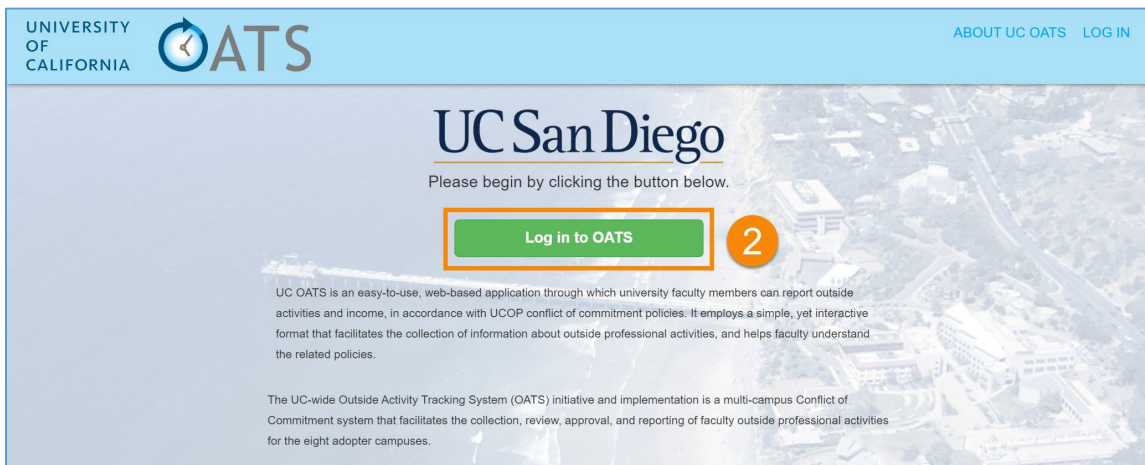 UNIVERSITY
OF
CALIFORNIA
OATS
ABOUT UC OATS LOG IN
UC San Diego
Please begin by clicking the button below.
Log in to OATS
2
UC OATS is an easy-to-use, web-based application through which university faculty members can report outside
activities and income, in accordance with UCOP conflict of commitment policies. It employs a simple, yet interactive
format that facilitates the collection of information about outside professional activities, and helps faculty understand
the related policies.
The UC-wide Outside Activity Tracking System (OATS) initiative and implementation is a multi-campus Conflict of
Commitment system that facilitates the collection, review, approval, and reporting of faculty outside professional activities
for the eight adopter campuses.